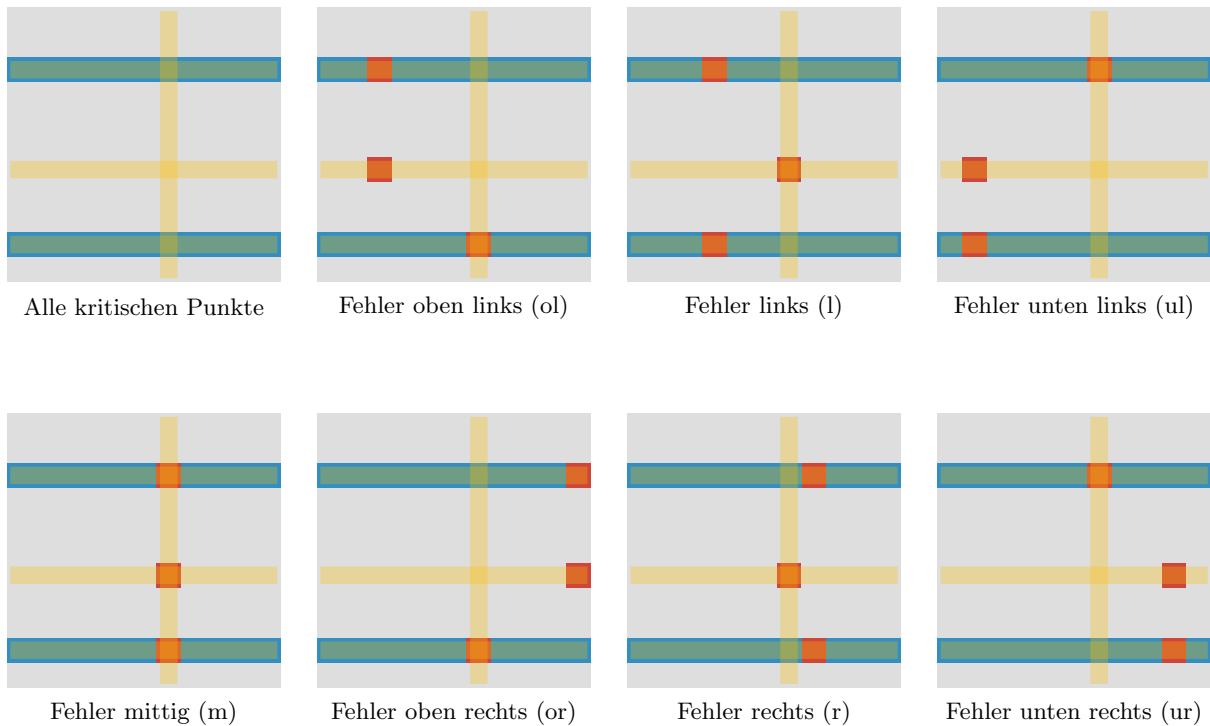 Alle kritischen Punkte
Fehler oben links (ol)
Fehler links (l)
Fehler unten links (ul)
Fehler mittig (m)
Fehler oben rechts (or)
Fehler rechts (r)
Fehler unten rechts (ur)